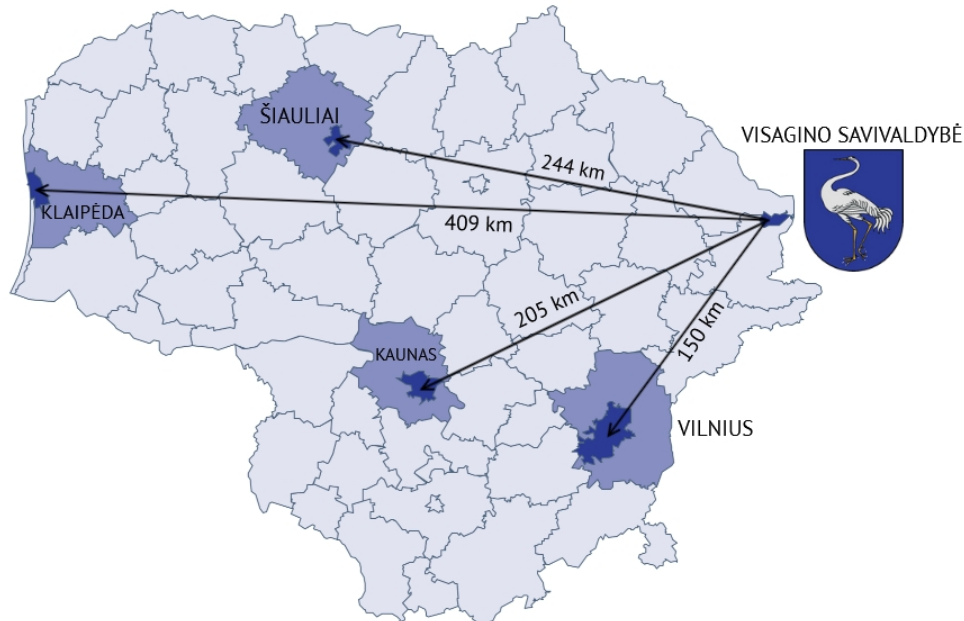 ŠIAULIAI
VISAGINO SAVIVALDYBĖ
244 km
KLAIPĖDA
409 km
205 km
150 km
KAUNAS
VILNIUS